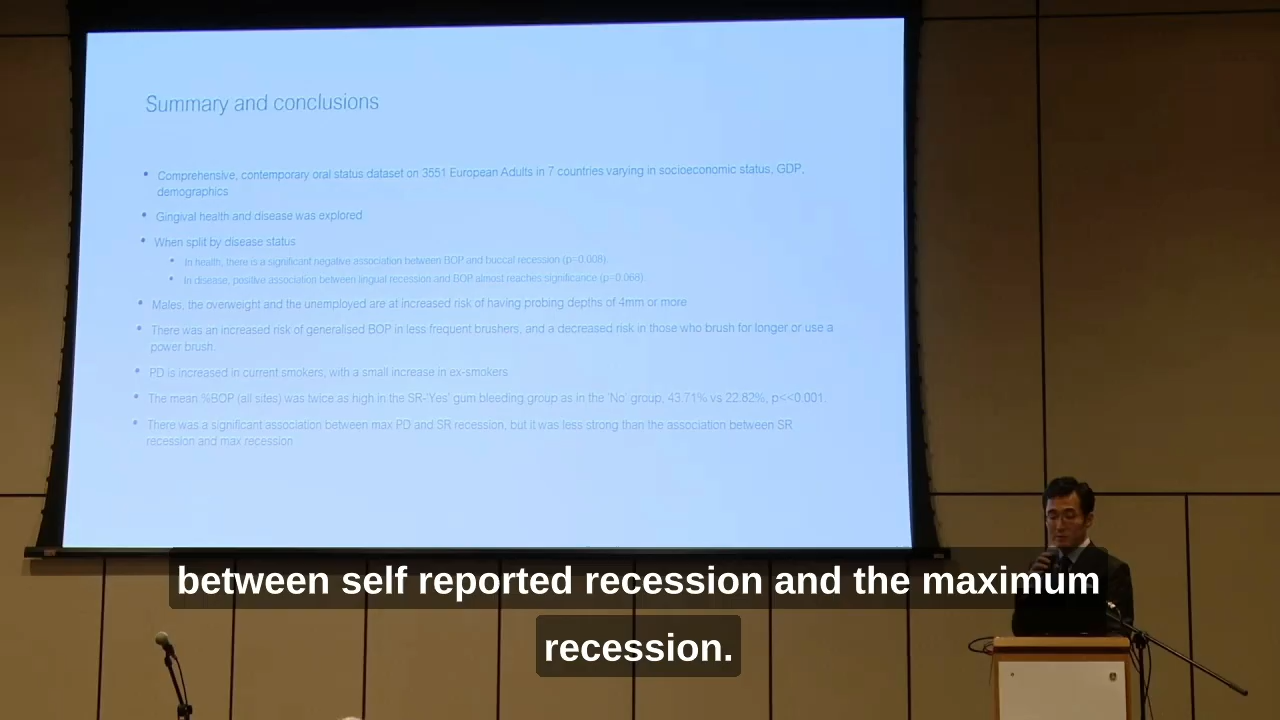 Summary and conclusions
• Comprehensive, contemporary oral status dataset on 3551 European Adults in 7 countries varying in socioeconomic status, GDP,
demographics
• Gingival health and disease was explored
• When split by disease status
• In health, there is a significant negative association between BOP and buccal recession (p=0.008).
• In disease, positive association between lingual recession and BOP almost reaches significance (p=0.068).
• Males, the overweight and the unemployed are at increased risk of having probing depths of 4mm or more
• There was an increased risk of generalised BOP in less frequent brushers, and a decreased risk in those who brush for longer or use a
power brush.
• PD is increased in current smokers, with a small increase in ex-smokers
• The mean %BOP (all sites) was twice as high in the SR-'Yes' gum bleeding group as in the 'No' group, 43.71% vs 22.82%, p<<0.001.
• There was a significant association between max PD and SR recession, but it was less strong than the association between SR
recession and max recession
between self reported recession and the maximum
recession.